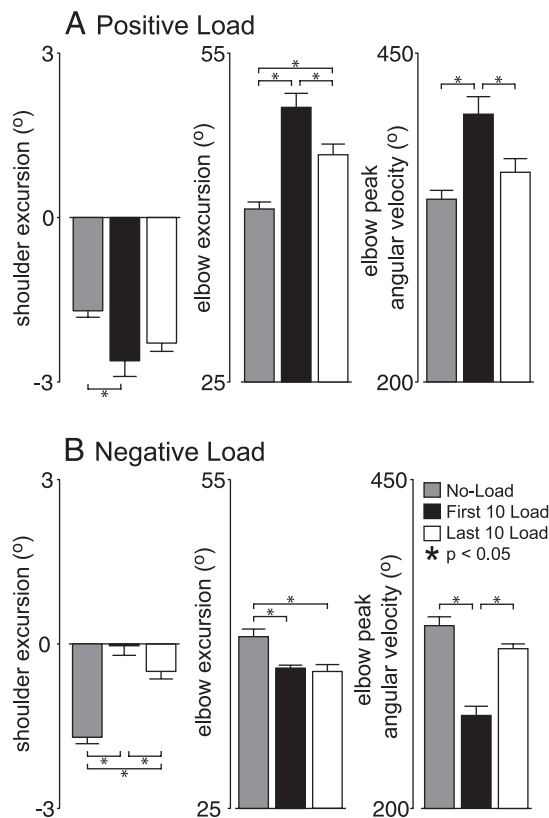 A Positive Load
3
0
-3
shoulder excursion (º)
55
25
elbow excursion (º)
450
200
elbow peak
angular velocity (º)
*
*
*
*
*
*
B Negative Load
3
0
-3
shoulder excursion (º)
55
25
elbow excursion (º)
450
200
elbow peak
angular velocity (º)
No-Load
First 10 Load
Last 10 Load
* p < 0.05
*
*
*
*
*
*
*